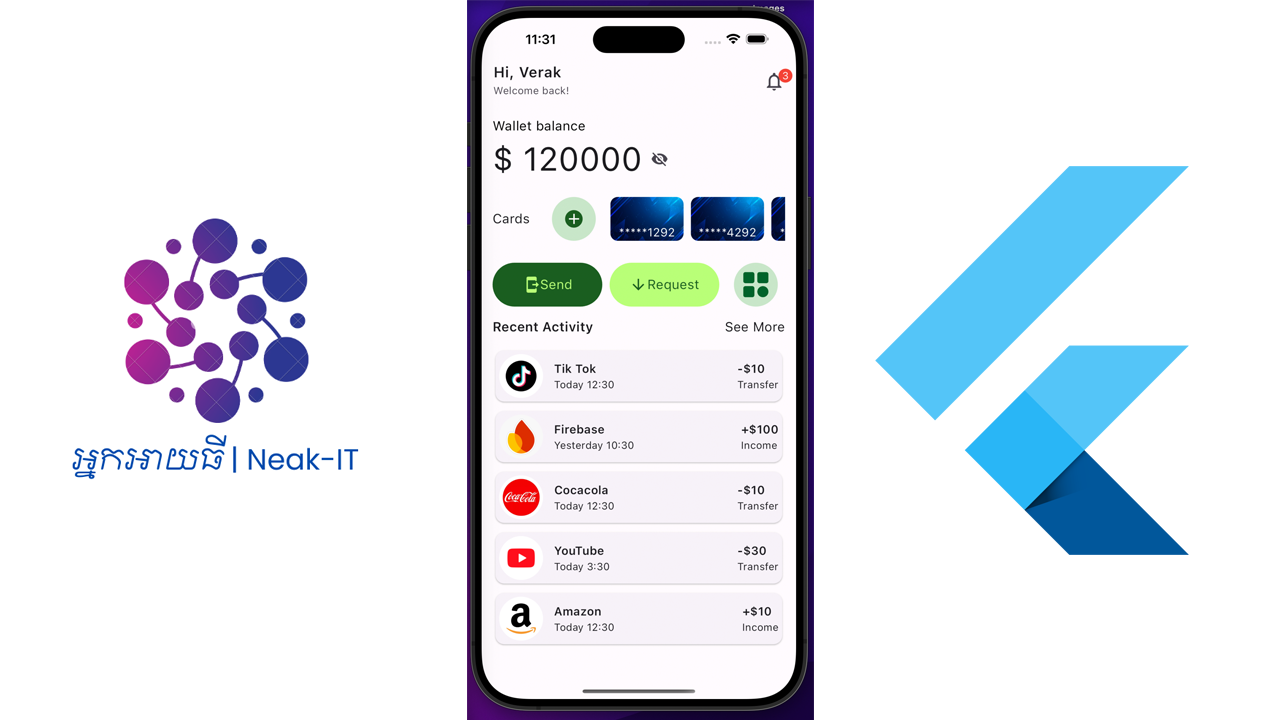 អ្នកអាយធី | Neak-IT
11:31
Hi, Verak
Welcome back!
3
Wallet balance
$ 120000
Cards
*****1292
*****4292
Send
Request
Recent Activity
See More
Tik Tok
-$10
Today 12:30
Transfer
Firebase
+$100
Yesterday 10:30
Income
Coca-Cola
Cocacola
-$10
Today 12:30
Transfer
YouTube
-$30
Today 3:30
Transfer
a
Amazon
+$10
Today 12:30
Income